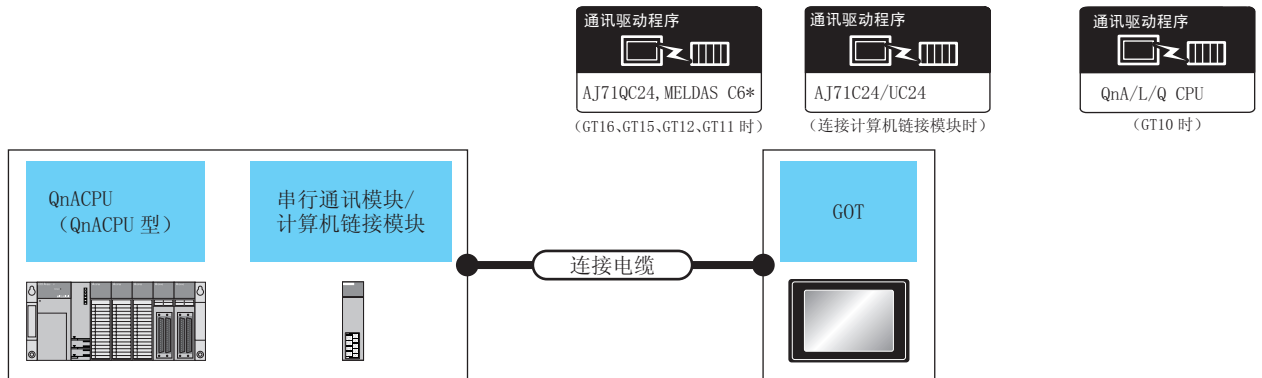 通讯驱动程序
AJ71QC24,MELDAS C6*
(GT16、GT15、GT12、GT11 时)
通讯驱动程序
AJ71C24/UC24
(连接计算机链接模块时)
通讯驱动程序
QnA/L/Q CPU
(GT10 时)
QnACPU
(QnACPU 型)
串行通讯模块/
计算机链接模块
连接电缆
GOT